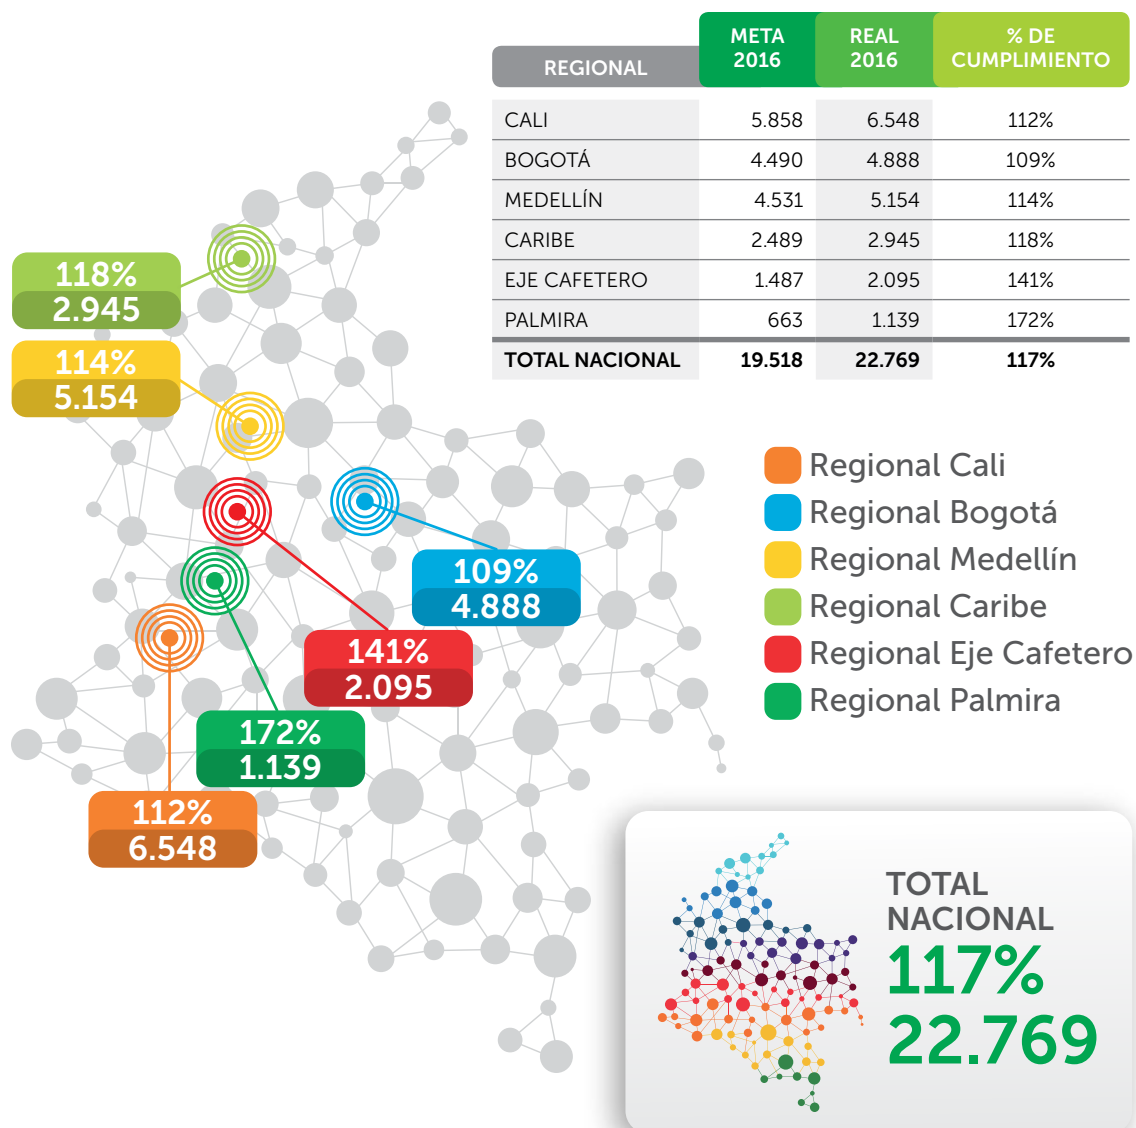 REGIONAL
META
2016
REAL
2016
% DE
CUMPLIMIENTO
CALI 5.858 6.548 112%
BOGOTÁ 4.490 4.888 109%
MEDELLÍN 4.531 5.154 114%
CARIBE 2.489 2.945 118%
EJE CAFETERO 1.487 2.095 141%
PALMIRA 663 1.139 172%
TOTAL NACIONAL 19.518 22.769 117%
118%
2.945
114%
5.154
109%
4.888
141%
2.095
172%
1.139
112%
6.548
Regional Cali
Regional Bogotá
Regional Medellín
Regional Caribe
Regional Eje Cafetero
Regional Palmira
TOTAL
NACIONAL
117%
22.769